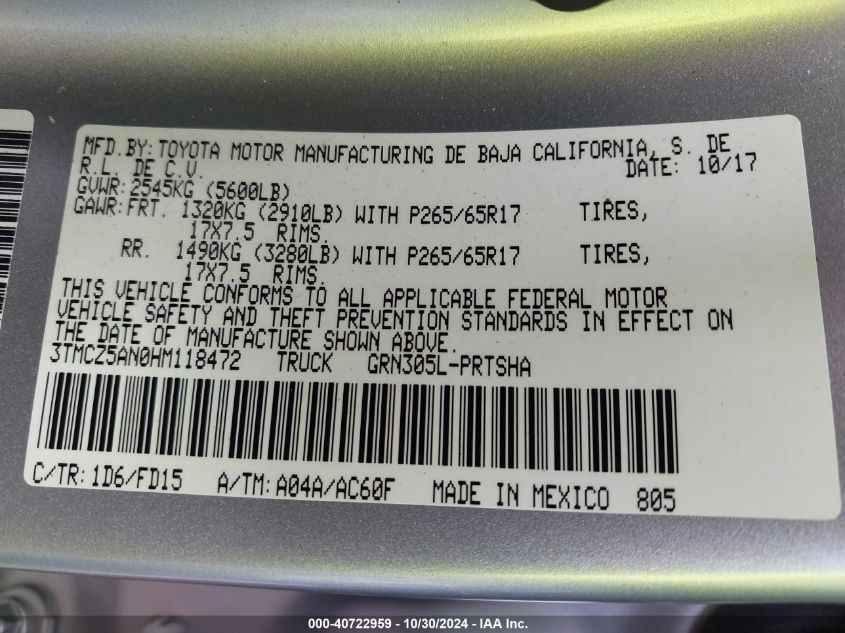 MFD.BY: TOYOTA MOTOR MANUFACTURING DE BAJA CALIFORNIA, S. DE
R.L. DE C.V. DATE: 10/17
GVWR: 2545KG (5600LB)
GAWR: FRT. 1320KG (2910LB) WITH P265/65R17 TIRES,
17X7.5 RIMS.
RR. 1490KG (3280LB) WITH P265/65R17 TIRES,
17X7.5 RIMS.
THIS VEHICLE CONFORMS TO ALL APPLICABLE FEDERAL MOTOR
VEHICLE SAFETY AND THEFT PREVENTION STANDARDS IN EFFECT ON
THE DATE OF MANUFACTURE SHOWN ABOVE.
3TMCZ5AN0HM118472 TRUCK GRN305L-PRTSHA
C/TR: 1D6/FD15 A/TM: A04A/AC60F MADE IN MEXICO 805
000-40722959 - 10/30/2024 - IAA Inc.